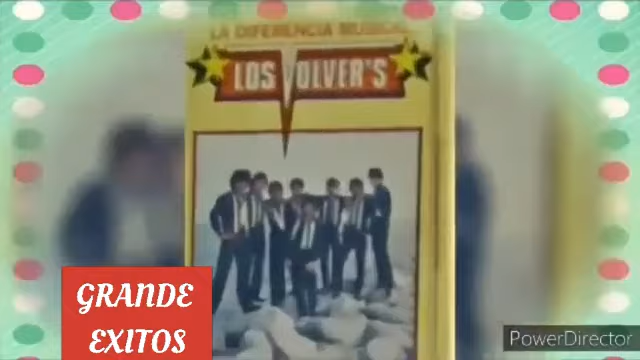 LA DIFERENCIA MUSICAL
LOS VOLVER'S
GRANDE
EXITOS
PowerDirector